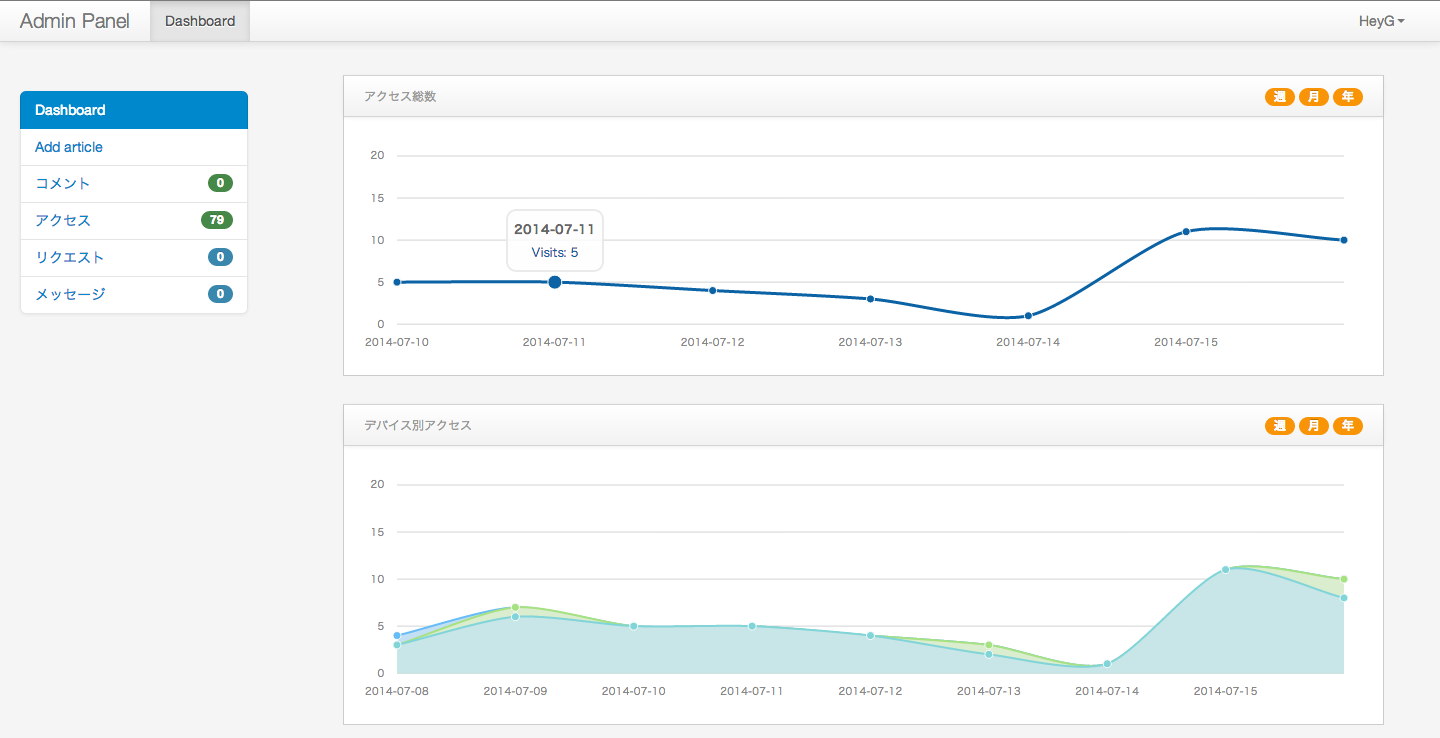 Admin Panel
Dashboard
HeyG
Dashboard
Add article
コメント 0
アクセス 79
リクエスト 0
メッセージ 0
アクセス総数
週 月 年
20
15
10
5
0
2014-07-11
Visits: 5
2014-07-10 2014-07-11 2014-07-12 2014-07-13 2014-07-14 2014-07-15
デバイス別アクセス
週 月 年
20
15
10
5
0
2014-07-08 2014-07-09 2014-07-10 2014-07-11 2014-07-12 2014-07-13 2014-07-14 2014-07-15